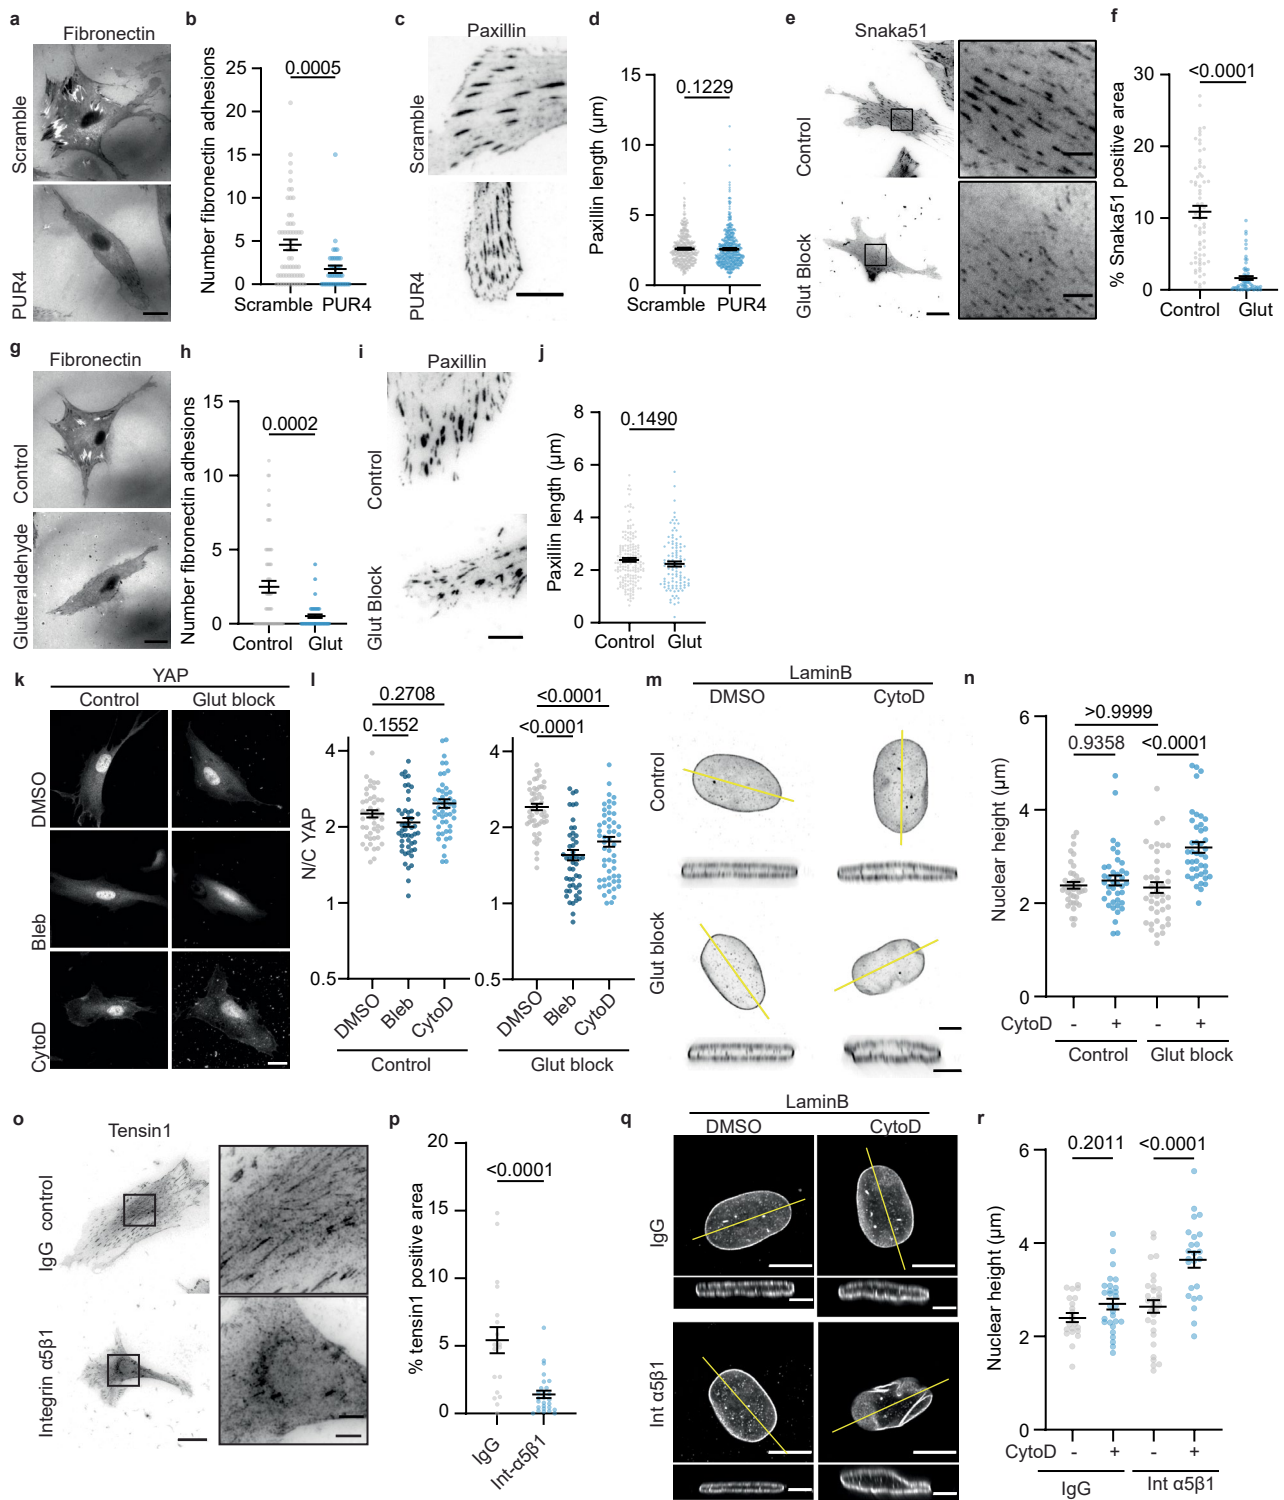 a
Fibronectin
Scramble
PUR4
b
Number fibronectin adhesions
25
20
15
10
5
0
0.0005
Scramble PUR4
c
Paxillin
Scramble
PUR4
d
Paxillin length (µm)
15
10
5
0
0.1229
Scramble PUR4
e
Snaka51
Control
Glut Block
f
% Snaka51 positive area
30
20
10
0
<0.0001
Control Glut
g
Fibronectin
Control
Gluteraldehyde
h
Number fibronectin adhesions
15
10
5
0
0.0002
Control Glut
i
Paxillin
Control
Glut Block
j
Paxillin length (µm)
8
6
4
2
0
0.1490
Control Glut
k
YAP
Control Glut block
DMSO
Bleb
CytoD
l
N/C YAP
4
2
1
0.5
0.2708
0.1552
DMSO Bleb CytoD
Control
4
2
1
0.5
<0.0001
<0.0001
DMSO Bleb CytoD
Glut block
m
LaminB
DMSO CytoD
Control
Glut block
n
Nuclear height (µm)
6
4
2
0
>0.9999
0.9358 <0.0001
CytoD - + - +
Control Glut block
o
Tensin1
IgG control
Integrin α5β1
p
% tensin1 positive area
20
15
10
5
0
<0.0001
IgG Int-α5β1
q
LaminB
DMSO CytoD
IgG
Int α5β1
r
Nuclear height (µm)
6
4
2
0
0.2011 <0.0001
CytoD - + - +
IgG Int α5β1